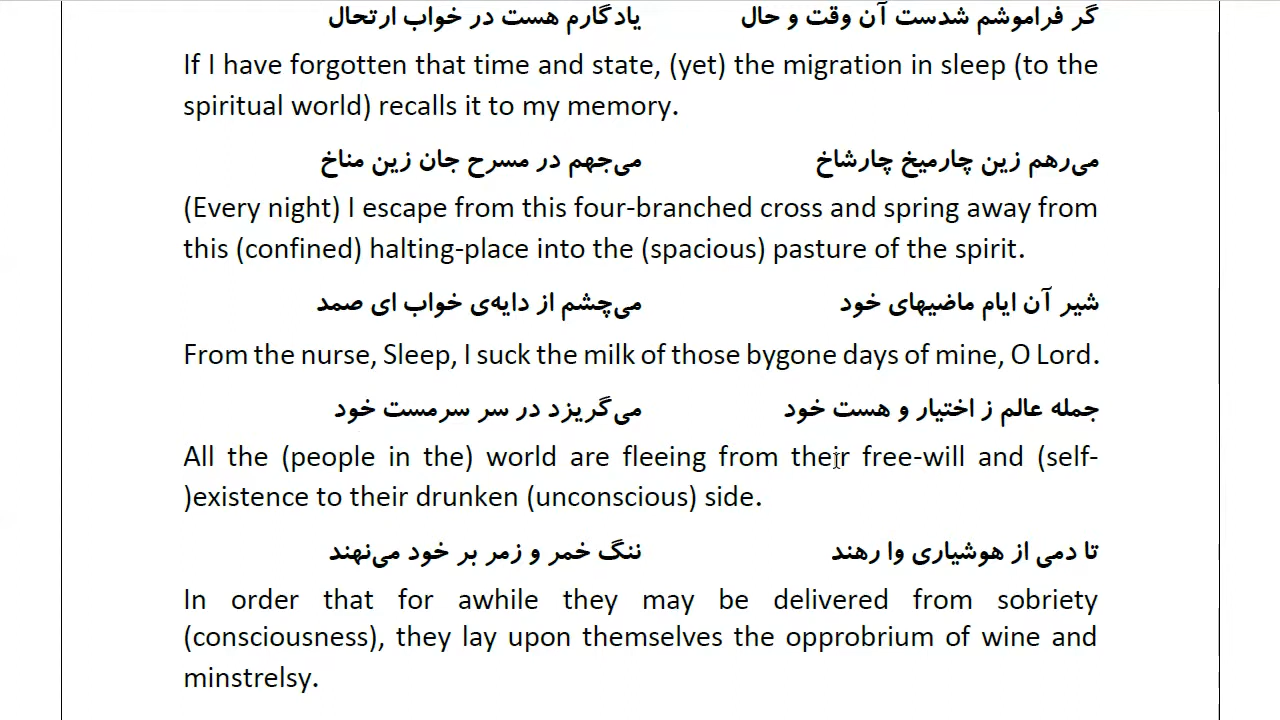 گر فراموشم شدست آن وقت و حال یادگارم هست در خواب ارتحال
If I have forgotten that time and state, (yet) the migration in sleep (to the
spiritual world) recalls it to my memory.
می‌رهم زین چارمیخ چارشاخ می‌جهم در مسرح جان زین مناخ
(Every night) I escape from this four-branched cross and spring away from
this (confined) halting-place into the (spacious) pasture of the spirit.
شیر آن ایام ماضیهای خود می‌چشم از دایه‌ی خواب ای صمد
From the nurse, Sleep, I suck the milk of those bygone days of mine, O Lord.
جمله عالم ز اختیار و هست خود می‌گریزد در سر سرمست خود
All the (people in the) world are fleeing from their free-will and (self-
)existence to their drunken (unconscious) side.
تا دمی از هوشیاری وا رهند ننگ خمر و زمر بر خود می‌نهند
In order that for awhile they may be delivered from sobriety
(consciousness), they lay upon themselves the opprobrium of wine and
minstrelsy.